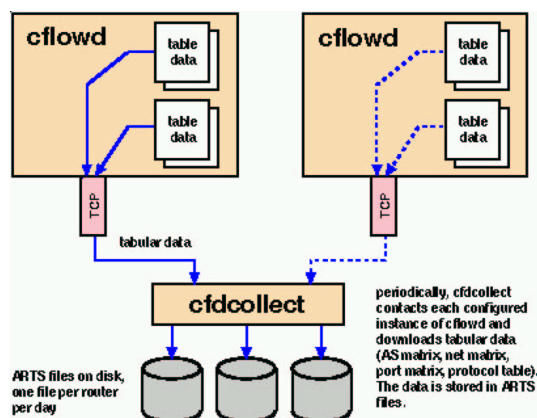 cflowd
table
data
table
data
TCP
cflowd
table
data
table
data
TCP
tabular data
cfdcollect
periodically, cfdcollect
contacts each configured
instance of cflowd and
downloads tabular data
(AS matrix, net matrix,
port matrix, protocol table).
The data is stored in ARTS
files.
ARTS files on disk,
one file per router
per day